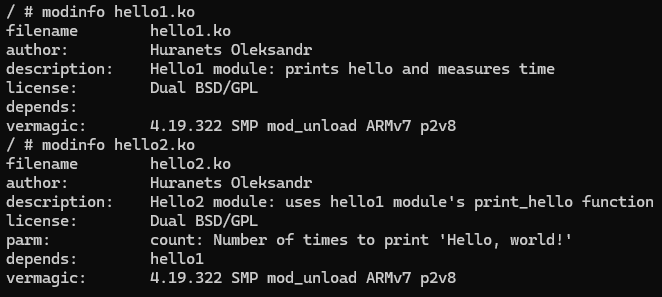 / # modinfo hello1.ko
filename        hello1.ko
author:         Huranets Oleksandr
description:    Hello1 module: prints hello and measures time
license:        Dual BSD/GPL
depends:
vermagic:       4.19.322 SMP mod_unload ARMv7 p2v8
/ # modinfo hello2.ko
filename        hello2.ko
author:         Huranets Oleksandr
description:    Hello2 module: uses hello1 module's print_hello function
license:        Dual BSD/GPL
parm:           count: Number of times to print 'Hello, world!'
depends:        hello1
vermagic:       4.19.322 SMP mod_unload ARMv7 p2v8